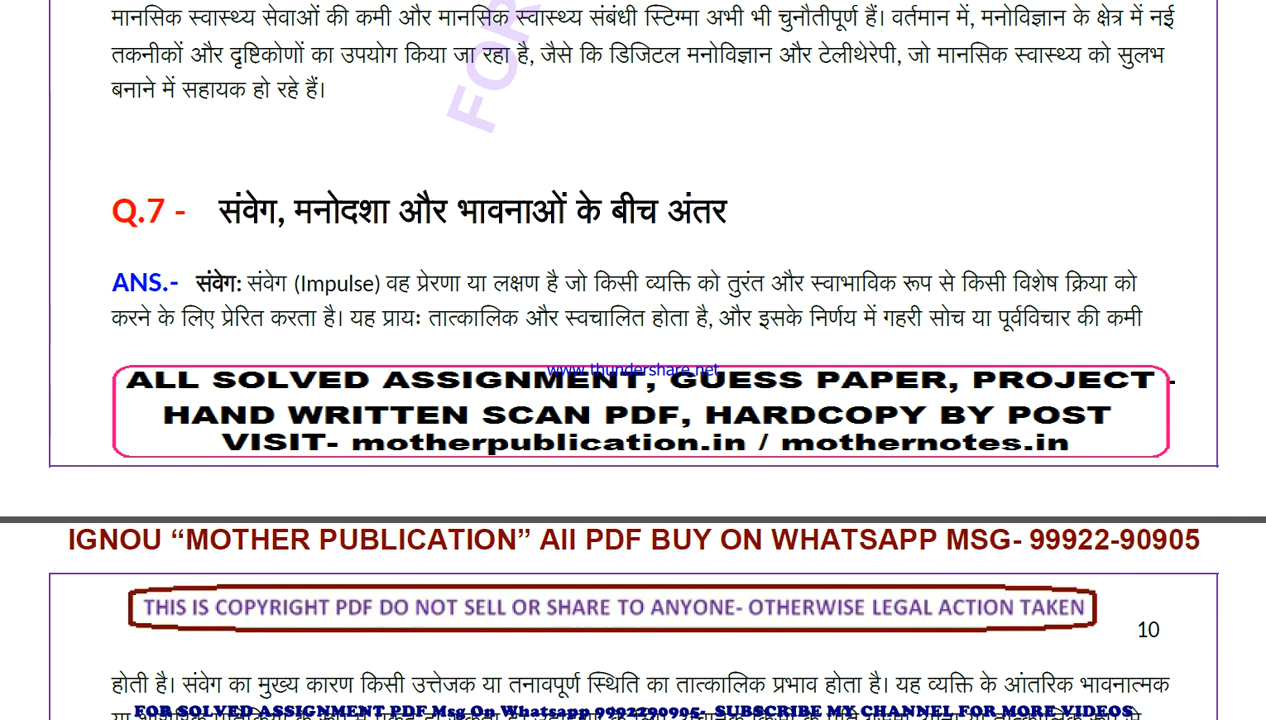 मानसिक स्वास्थ्य सेवाओं की कमी और मानसिक स्वास्थ्य संबंधी स्टिग्मा अभी भी चुनौतीपूर्ण हैं। वर्तमान में, मनोविज्ञान के क्षेत्र में नई
तकनीकों और दृष्टिकोणों का उपयोग किया जा रहा है, जैसे कि डिजिटल मनोविज्ञान और टेलीथेरेपी, जो मानसिक स्वास्थ्य को सुलभ
बनाने में सहायक हो रहे हैं।
FOR
Q.7 - संवेग, मनोदशा और भावनाओं के बीच अंतर
ANS.- संवेग: संवेग (Impulse) वह प्रेरणा या लक्षण है जो किसी व्यक्ति को तुरंत और स्वाभाविक रूप से किसी विशेष क्रिया को
करने के लिए प्रेरित करता है। यह प्रायः तात्कालिक और स्वचालित होता है, और इसके निर्णय में गहरी सोच या पूर्वविचार की कमी
www.thundershare.net
ALL SOLVED ASSIGNMENT, GUESS PAPER, PROJECT -
HAND WRITTEN SCAN PDF, HARDCOPY BY POST
VISIT- motherpublication.in / mothernotes.in
IGNOU “MOTHER PUBLICATION” All PDF BUY ON WHATSAPP MSG- 99922-90905
THIS IS COPYRIGHT PDF DO NOT SELL OR SHARE TO ANYONE- OTHERWISE LEGAL ACTION TAKEN
10
होती है। संवेग का मुख्य कारण किसी उत्तेजक या तनावपूर्ण स्थिति का तात्कालिक प्रभाव होता है। यह व्यक्ति के आंतरिक भावनात्मक
FOR SOLVED ASSIGNMENT PDF Msg On Whatsapp 9992290905- SUBSCRIBE MY CHANNEL FOR MORE VIDEOS